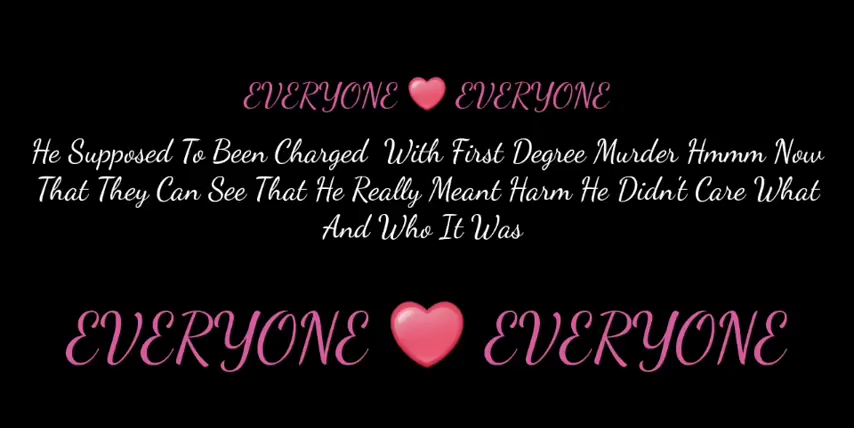 EVERYONE ❤️ EVERYONE
He Supposed To Been Charged With First Degree Murder Hmmm Now
That They Can See That He Really Meant Harm He Didn't Care What
And Who It Was
EVERYONE ❤️ EVERYONE